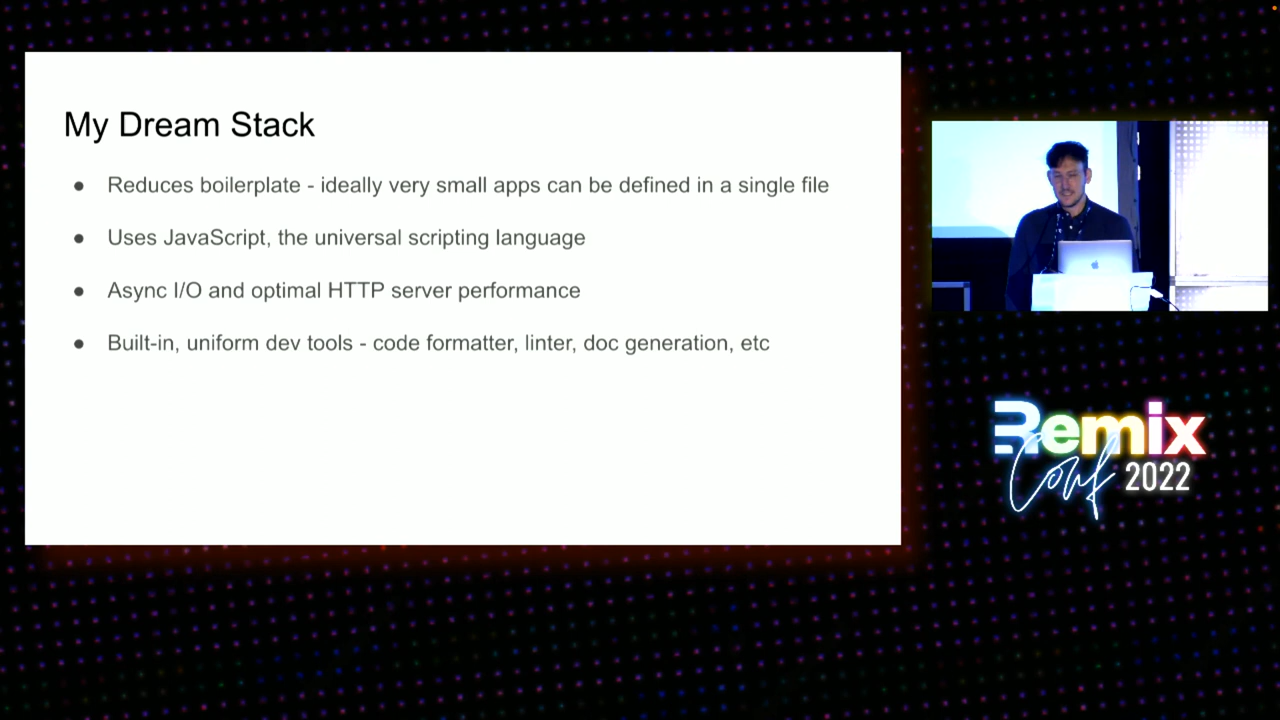 My Dream Stack
● Reduces boilerplate - ideally very small apps can be defined in a single file
● Uses JavaScript, the universal scripting language
● Async I/O and optimal HTTP server performance
● Built-in, uniform dev tools - code formatter, linter, doc generation, etc
Remix
Conf 2022